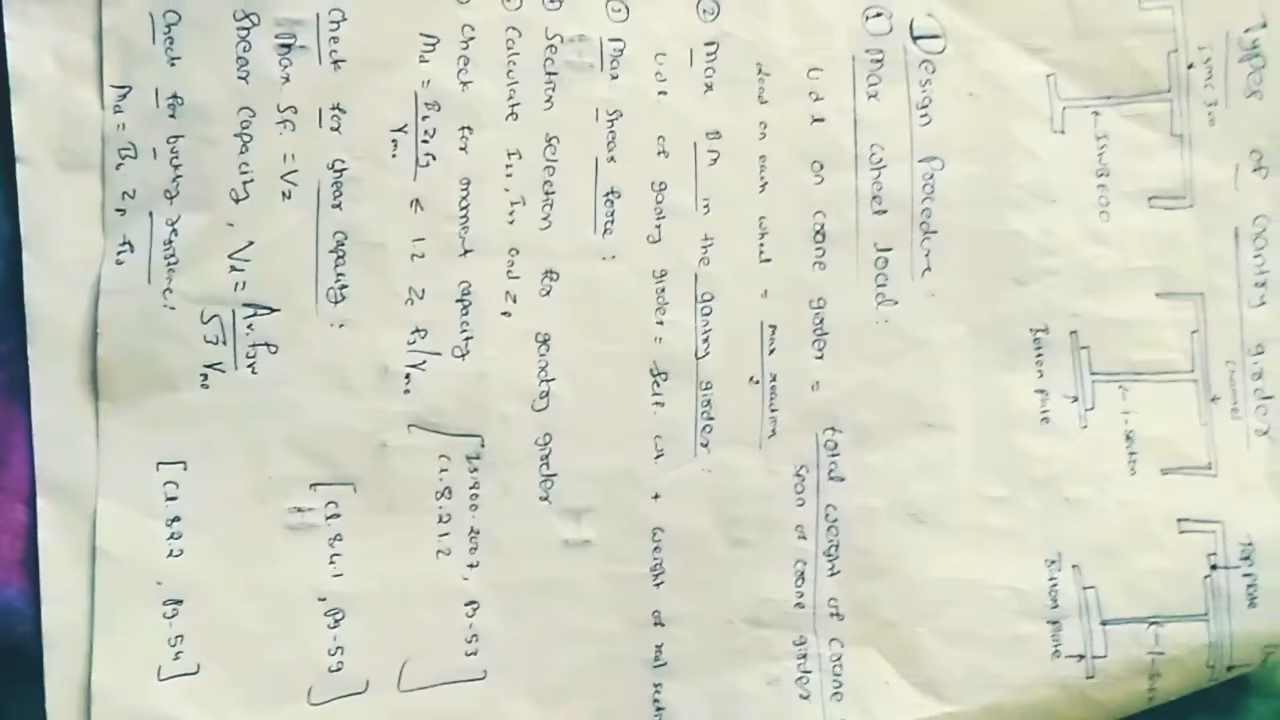 Types of Gantry girder
ISMC 300
ISWB 600
channel
I-section
Bottom plate
Top plate
Bottom plate
Design Procedure:
① Max wheel load:
Udl on crane girder = total weight of crane / span of crane girder
Load on each wheel = max reaction / 2
② Max BM in the gantry girder:
Udl of gantry girder = self. wt. + weight of rail section
③ Max Shear force:
④ Section selection for gantry girder
Calculate Izz, Iyy and Zp
Check for moment capacity
Md = Bb Zp fy / γmo ≤ 1.2 Ze fy/γmo [IS 800-2007, Pg-53
Cl. 8.2.1.2]
Check for shear capacity:
Max. SF = Vz
Shear capacity, Vd = Av.fyw / √3 γmo [Cl. 8.4.1, Pg-59]
Check for buckling resistance:
Md = Bb Zp fbd [Cl. 8.2.2, Pg-54]